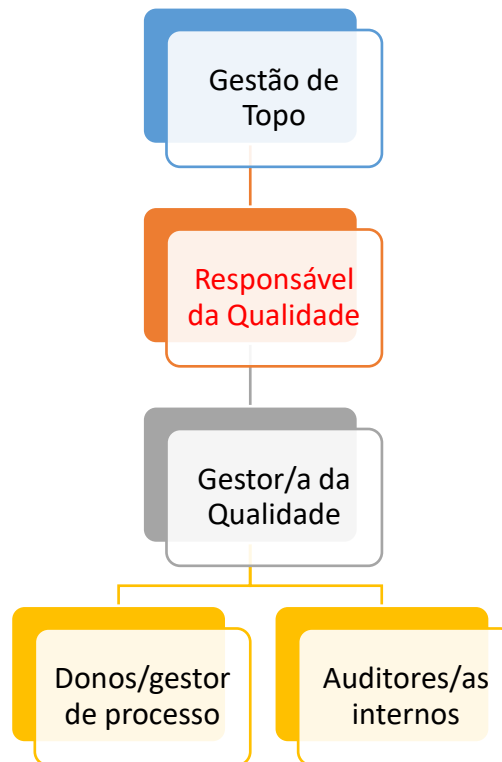 Gestão de
Topo
Responsável
da Qualidade
Gestor/a da
Qualidade
Donos/gestor
de processo
Auditores/as
internos